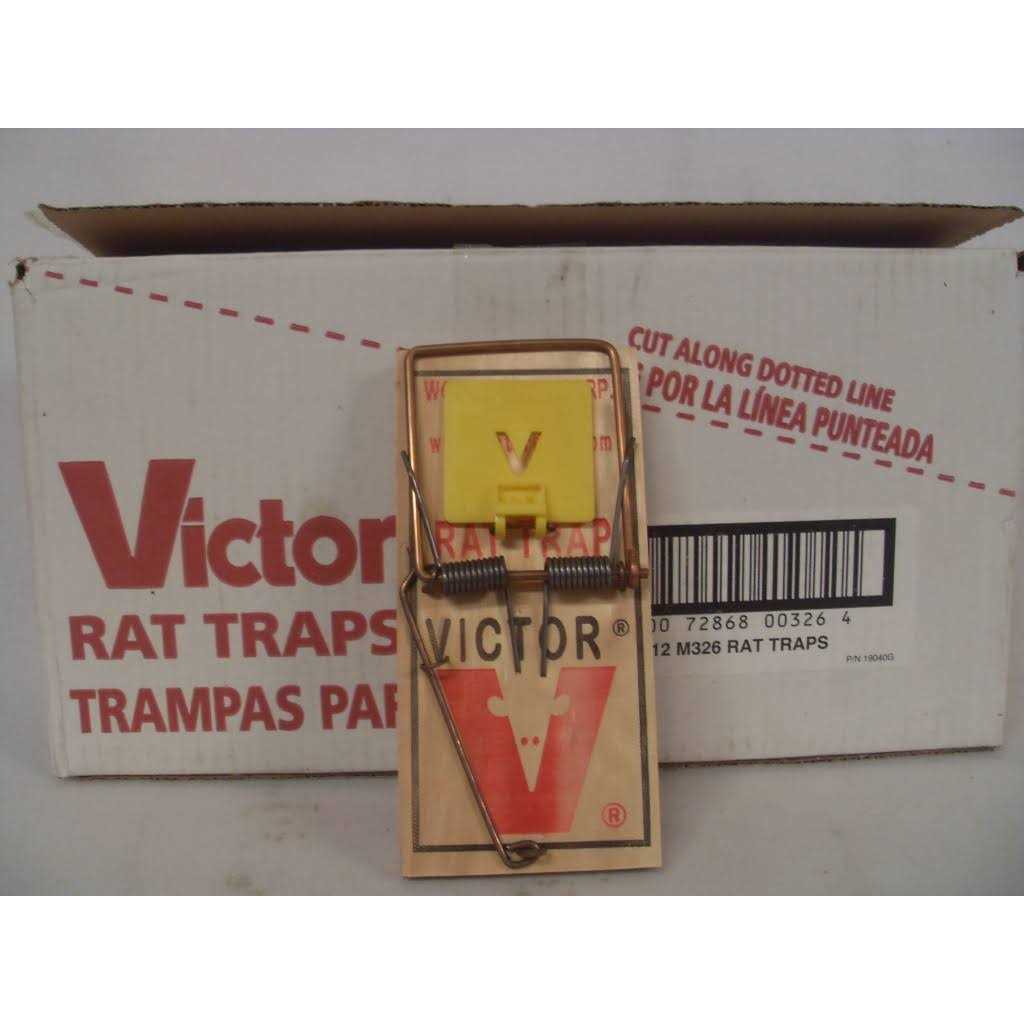 CUT ALONG DOTTED LINE
POR LA LÍNEA PUNTEADA
Victor
RAT TRAPS
TRAMPAS
00 72868 00326 4
12 M326 RAT TRAPS
P/N 19040G
V
RAT TRAP
VICTOR ®
®